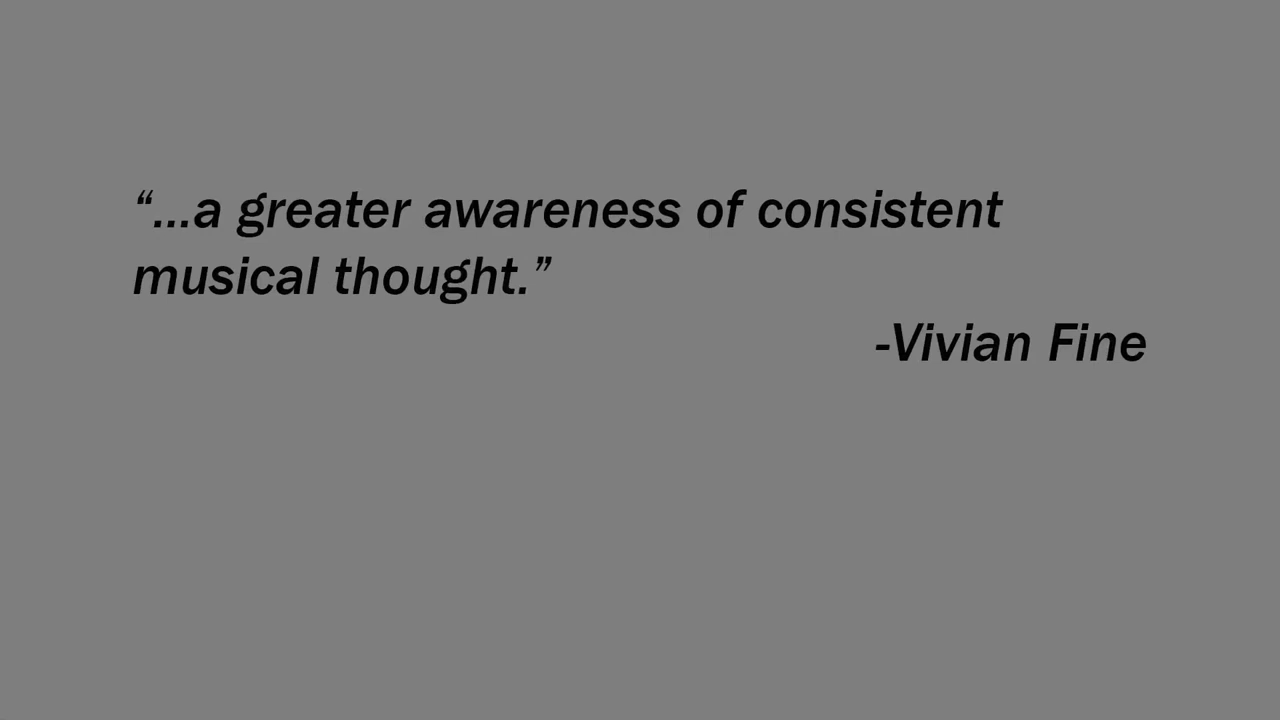 “...a greater awareness of consistent
musical thought.”
-Vivian Fine